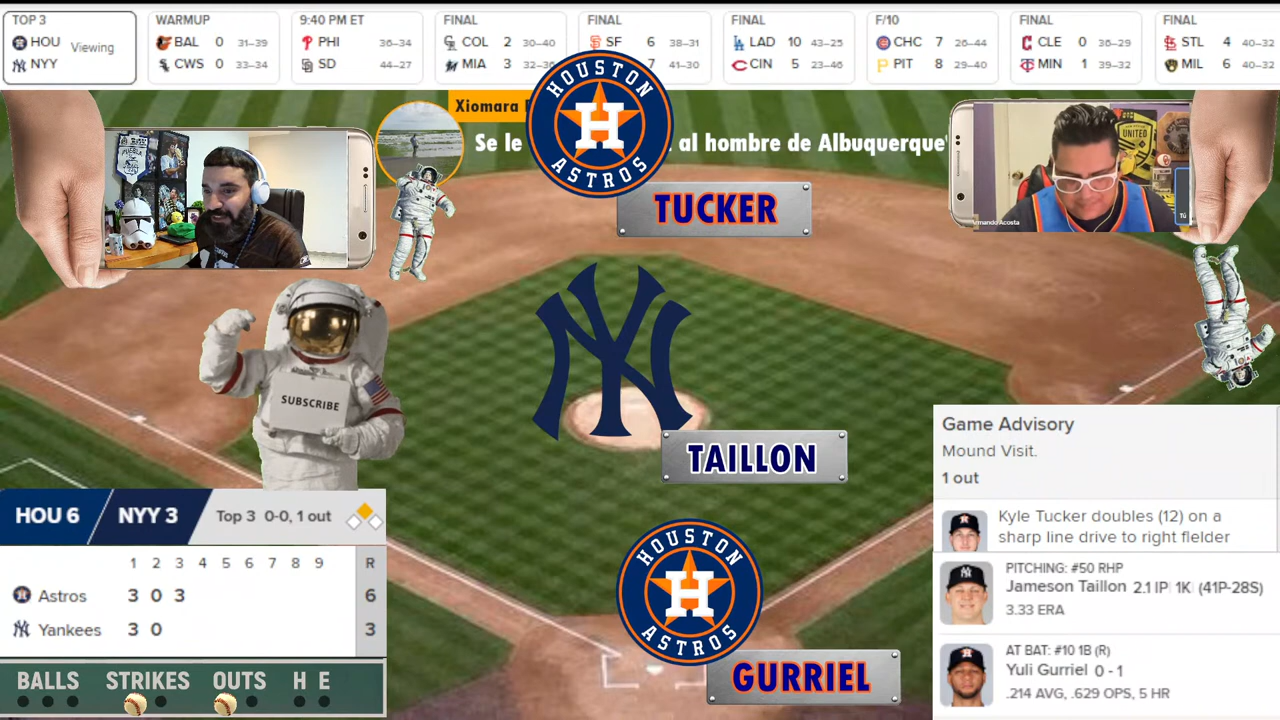 TOP 3
HOU
Viewing
NYY
WARMUP
BAL 0 31-39
CWS 0 33-34
9:40 PM ET
PHI 36-34
SD 44-27
FINAL
COL 2 30-40
MIA 3 32-36
FINAL
SF 6 38-31
7 41-30
FINAL
LAD 10 43-25
CIN 5 23-46
F/10
CHC 7 26-44
PIT 8 29-40
FINAL
CLE 0 36-29
MIN 1 39-32
FINAL
STL 4 40-32
MIL 6 40-32
Xiomara
Se le al hombre de Albuquerque
HOUSTON
H
ASTROS
TUCKER
UNITED
Armando Acosta
Tú
NY
TAILLON
SUBSCRIBE
Game Advisory
Mound Visit.
1 out
Kyle Tucker doubles (12) on a
sharp line drive to right fielder
PITCHING: #50 RHP
Jameson Taillon 2.1 IP 1K (41P-28S)
3.33 ERA
AT BAT: #10 1B (R)
Yuli Gurriel 0 - 1
.214 AVG, .629 OPS, 5 HR
HOU 6 NYY 3 Top 3 0-0, 1 out
1 2 3 4 5 6 7 8 9 R
Astros 3 0 3 6
Yankees 3 0 3
BALLS STRIKES OUTS H E
HOUSTON
H
ASTROS
GURRIEL